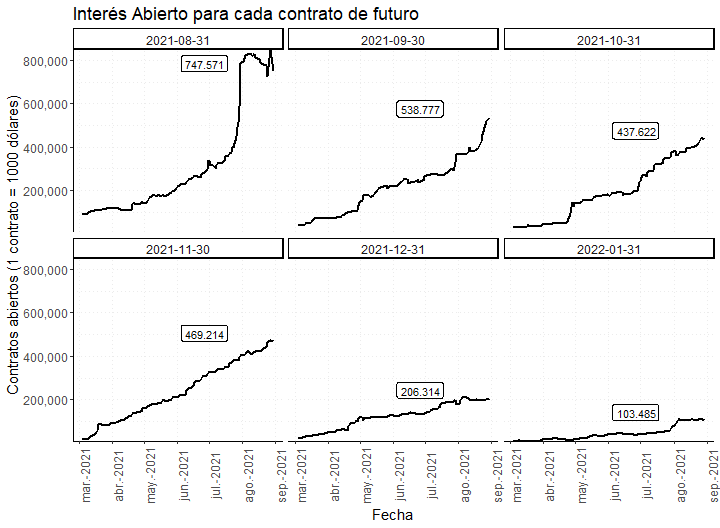 Interés Abierto para cada contrato de futuro
Contratos abiertos (1 contrato = 1000 dólares)
2021-08-31
2021-09-30
2021-10-31
800,000
600,000
400,000
200,000
747.571
538.777
437.622
2021-11-30
2021-12-31
2022-01-31
800,000
600,000
400,000
200,000
469.214
206.314
103.485
mar.-2021
abr.-2021
may.-2021
jun.-2021
jul.-2021
ago.-2021
sep.-2021
mar.-2021
abr.-2021
may.-2021
jun.-2021
jul.-2021
ago.-2021
sep.-2021
mar.-2021
abr.-2021
may.-2021
jun.-2021
jul.-2021
ago.-2021
sep.-2021
Fecha